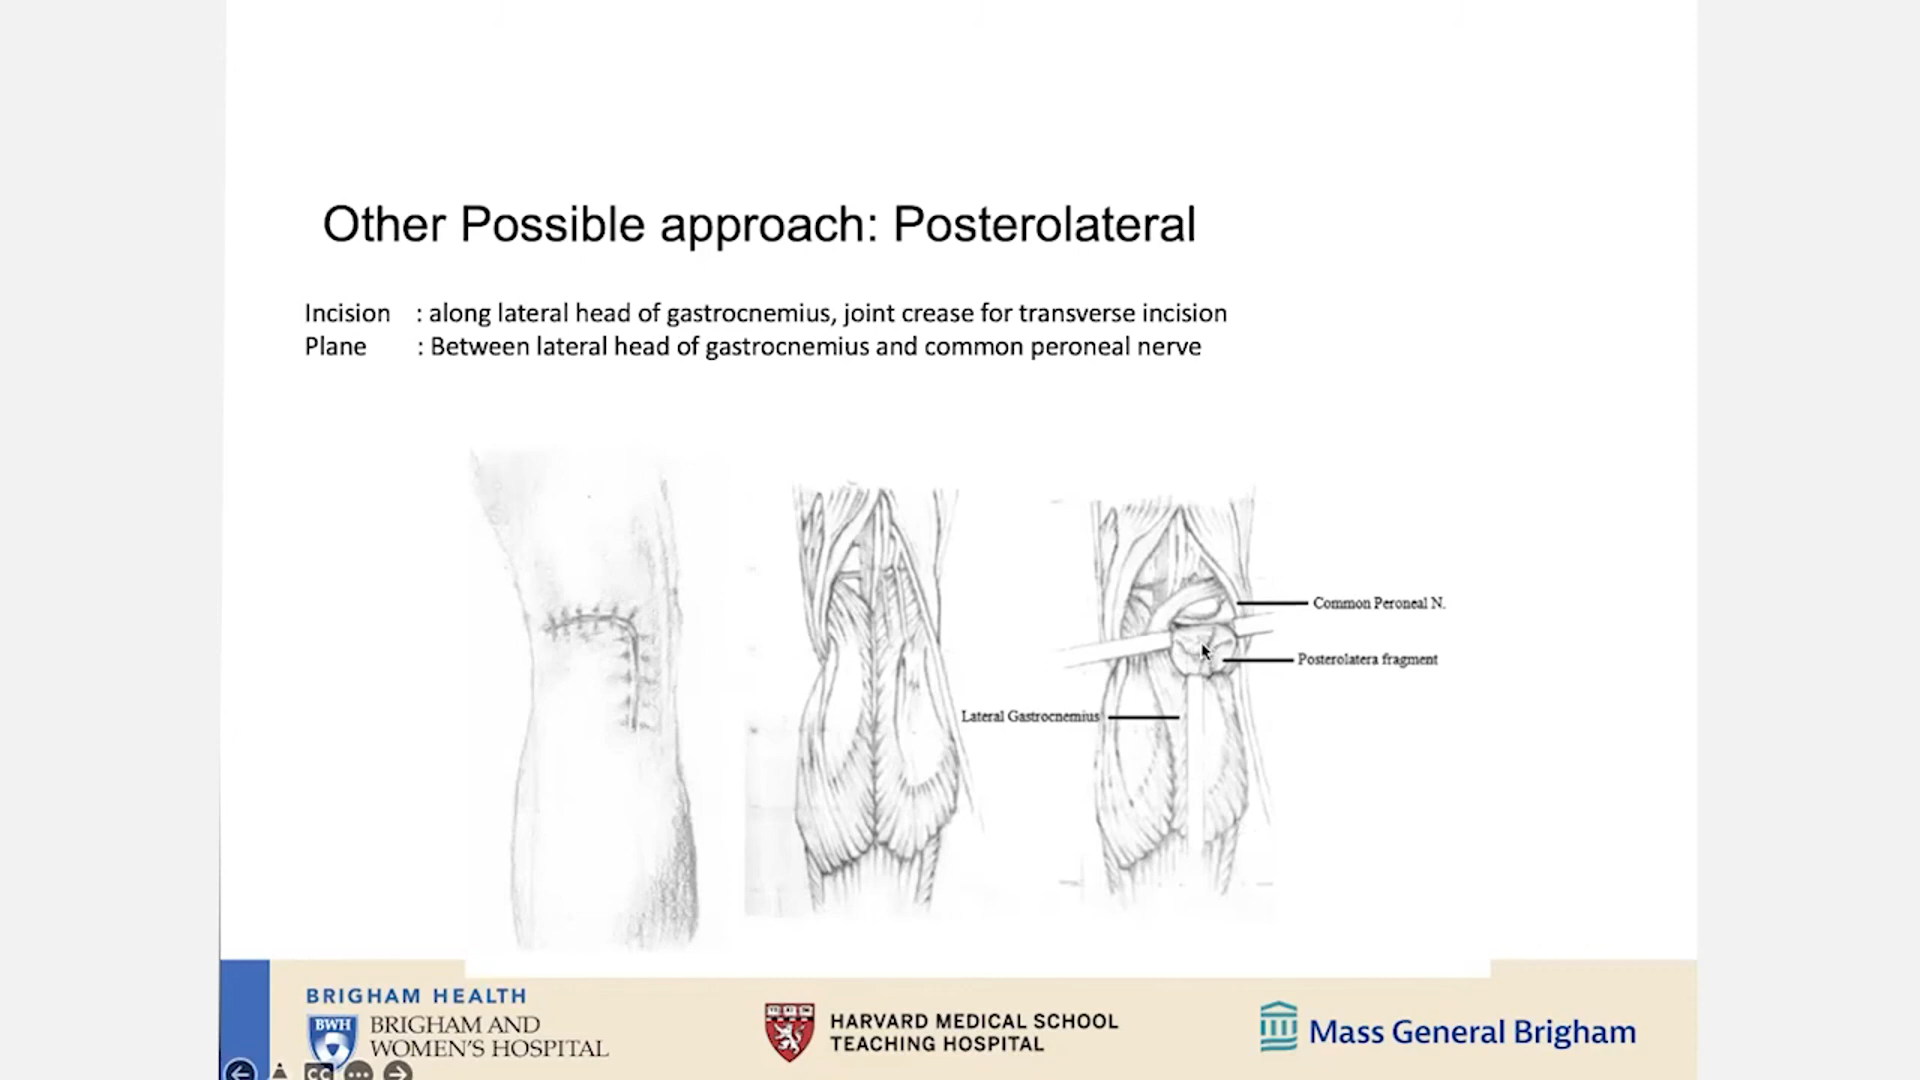 Other Possible approach: Posterolateral
Incision : along lateral head of gastrocnemius, joint crease for transverse incision
Plane : Between lateral head of gastrocnemius and common peroneal nerve
Common Peroneal N.
Posterolatera fragment
Lateral Gastrocnemius
BRIGHAM HEALTH
BWH
BRIGHAM AND
WOMEN'S HOSPITAL
HARVARD MEDICAL SCHOOL
TEACHING HOSPITAL
Mass General Brigham
CC